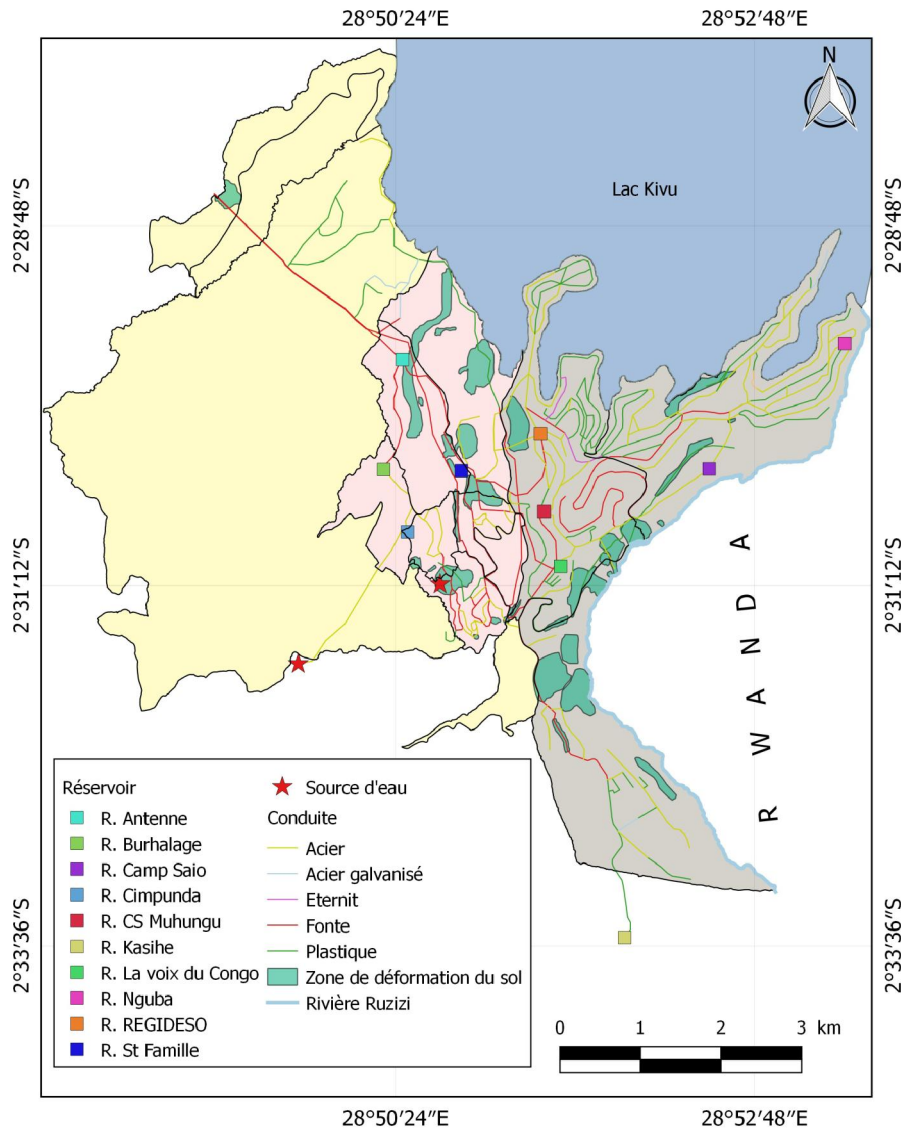 28°50′24″E
28°52′48″E
N
Lac Kivu
2°28′48″S
2°28′48″S
2°31′12″S
2°31′12″S
RWANDA
Réservoir
R. Antenne
R. Burhalage
R. Camp Saio
R. Cimpunda
R. CS Muhungu
R. Kasihe
R. La voix du Congo
R. Nguba
R. REGIDESO
R. St Famille
Source d'eau
Conduite
Acier
Acier galvanisé
Eternit
Fonte
Plastique
Zone de déformation du sol
Rivière Ruzizi
2°33′36″S
2°33′36″S
0 1 2 3 km
28°50′24″E
28°52′48″E